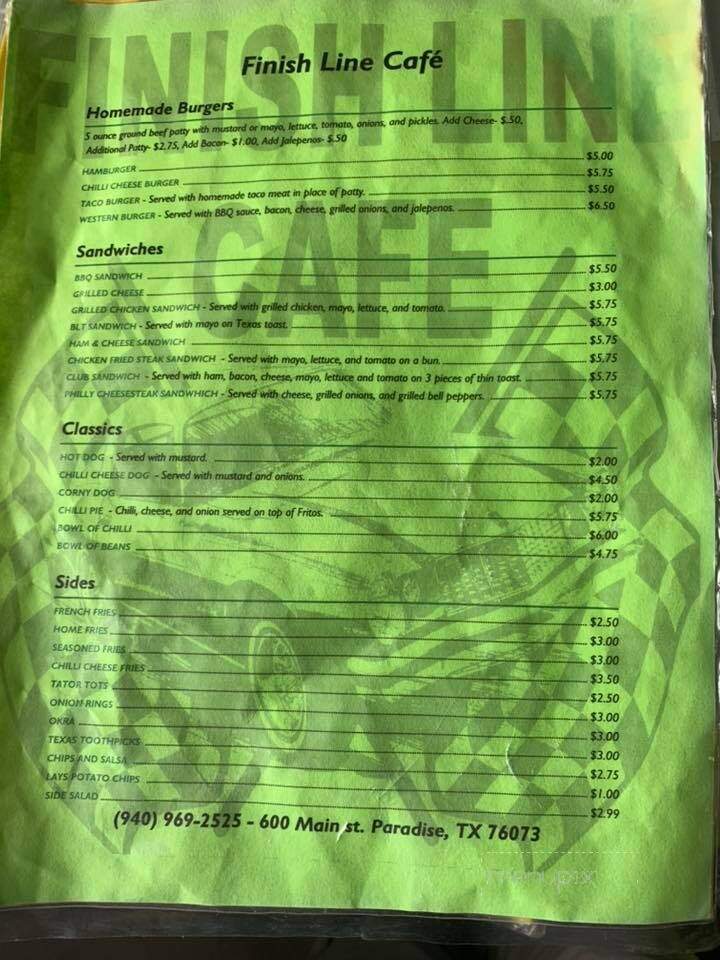 FINISH LINE
CAFE
Finish Line Café
Homemade Burgers
5 ounce ground beef patty with mustard or mayo, lettuce, tomato, onions, and pickles. Add Cheese- $.50,
Additional Patty- $2.75, Add Bacon- $1.00, Add Jalepenos- $.50
HAMBURGER $5.00
CHILLI CHEESE BURGER $5.75
TACO BURGER - Served with homemade taco meat in place of patty. $5.50
WESTERN BURGER - Served with BBQ sauce, bacon, cheese, grilled onions, and jalepenos. $6.50
Sandwiches
BBQ SANDWICH $5.50
GRILLED CHEESE $3.00
GRILLED CHICKEN SANDWICH - Served with grilled chicken, mayo, lettuce, and tomato. $5.75
BLT SANDWICH - Served with mayo on Texas toast. $5.75
HAM & CHEESE SANDWICH $5.75
CHICKEN FRIED STEAK SANDWICH - Served with mayo, lettuce, and tomato on a bun. $5.75
CLUB SANDWICH - Served with ham, bacon, cheese, mayo, lettuce and tomato on 3 pieces of thin toast. $5.75
PHILLY CHEESESTEAK SANDWHICH - Served with cheese, grilled onions, and grilled bell peppers. $5.75
Classics
HOT DOG - Served with mustard. $2.00
CHILLI CHEESE DOG - Served with mustard and onions. $4.50
CORNY DOG $2.00
CHILLI PIE - Chilli, cheese, and onion served on top of Fritos. $5.75
BOWL OF CHILLI $6.00
BOWL OF BEANS $4.75
Sides
FRENCH FRIES $2.50
HOME FRIES $3.00
SEASONED FRIES $3.00
CHILLI CHEESE FRIES $3.50
TATOR TOTS $2.50
ONION RINGS $3.00
OKRA $3.00
TEXAS TOOTHPICKS $3.00
CHIPS AND SALSA $2.75
LAYS POTATO CHIPS $1.00
SIDE SALAD $2.99
(940) 969-2525 - 600 Main st. Paradise, TX 76073